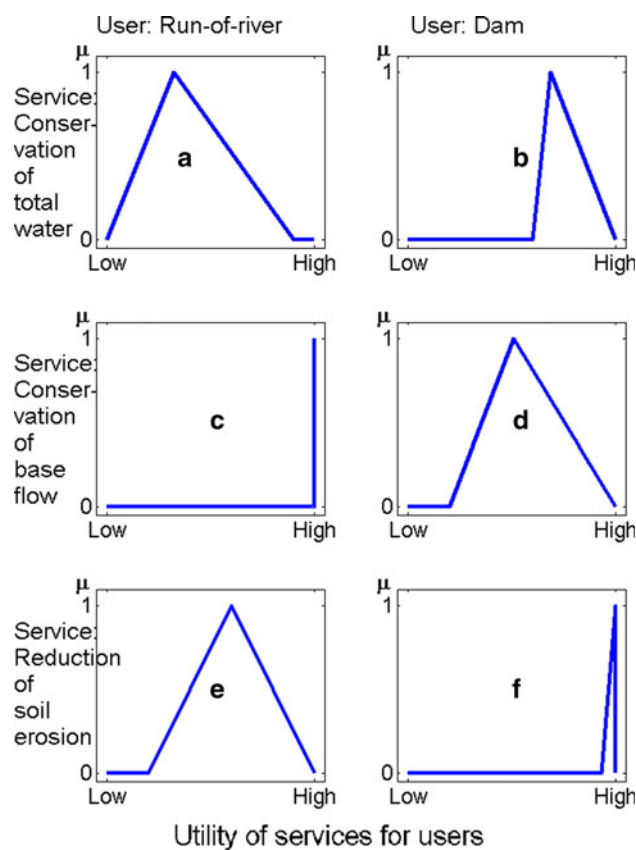 User: Run-of-river
User: Dam
Service:
Conser-
vation
of
total
water
μ
1
a
0
Low
High
μ
1
b
0
Low
High
Service:
Conser-
vation
of
base
flow
μ
1
c
0
Low
High
μ
1
d
0
Low
High
Service:
Reduction
of
soil
erosion
μ
1
e
0
Low
High
μ
1
f
0
Low
High
Utility of services for users